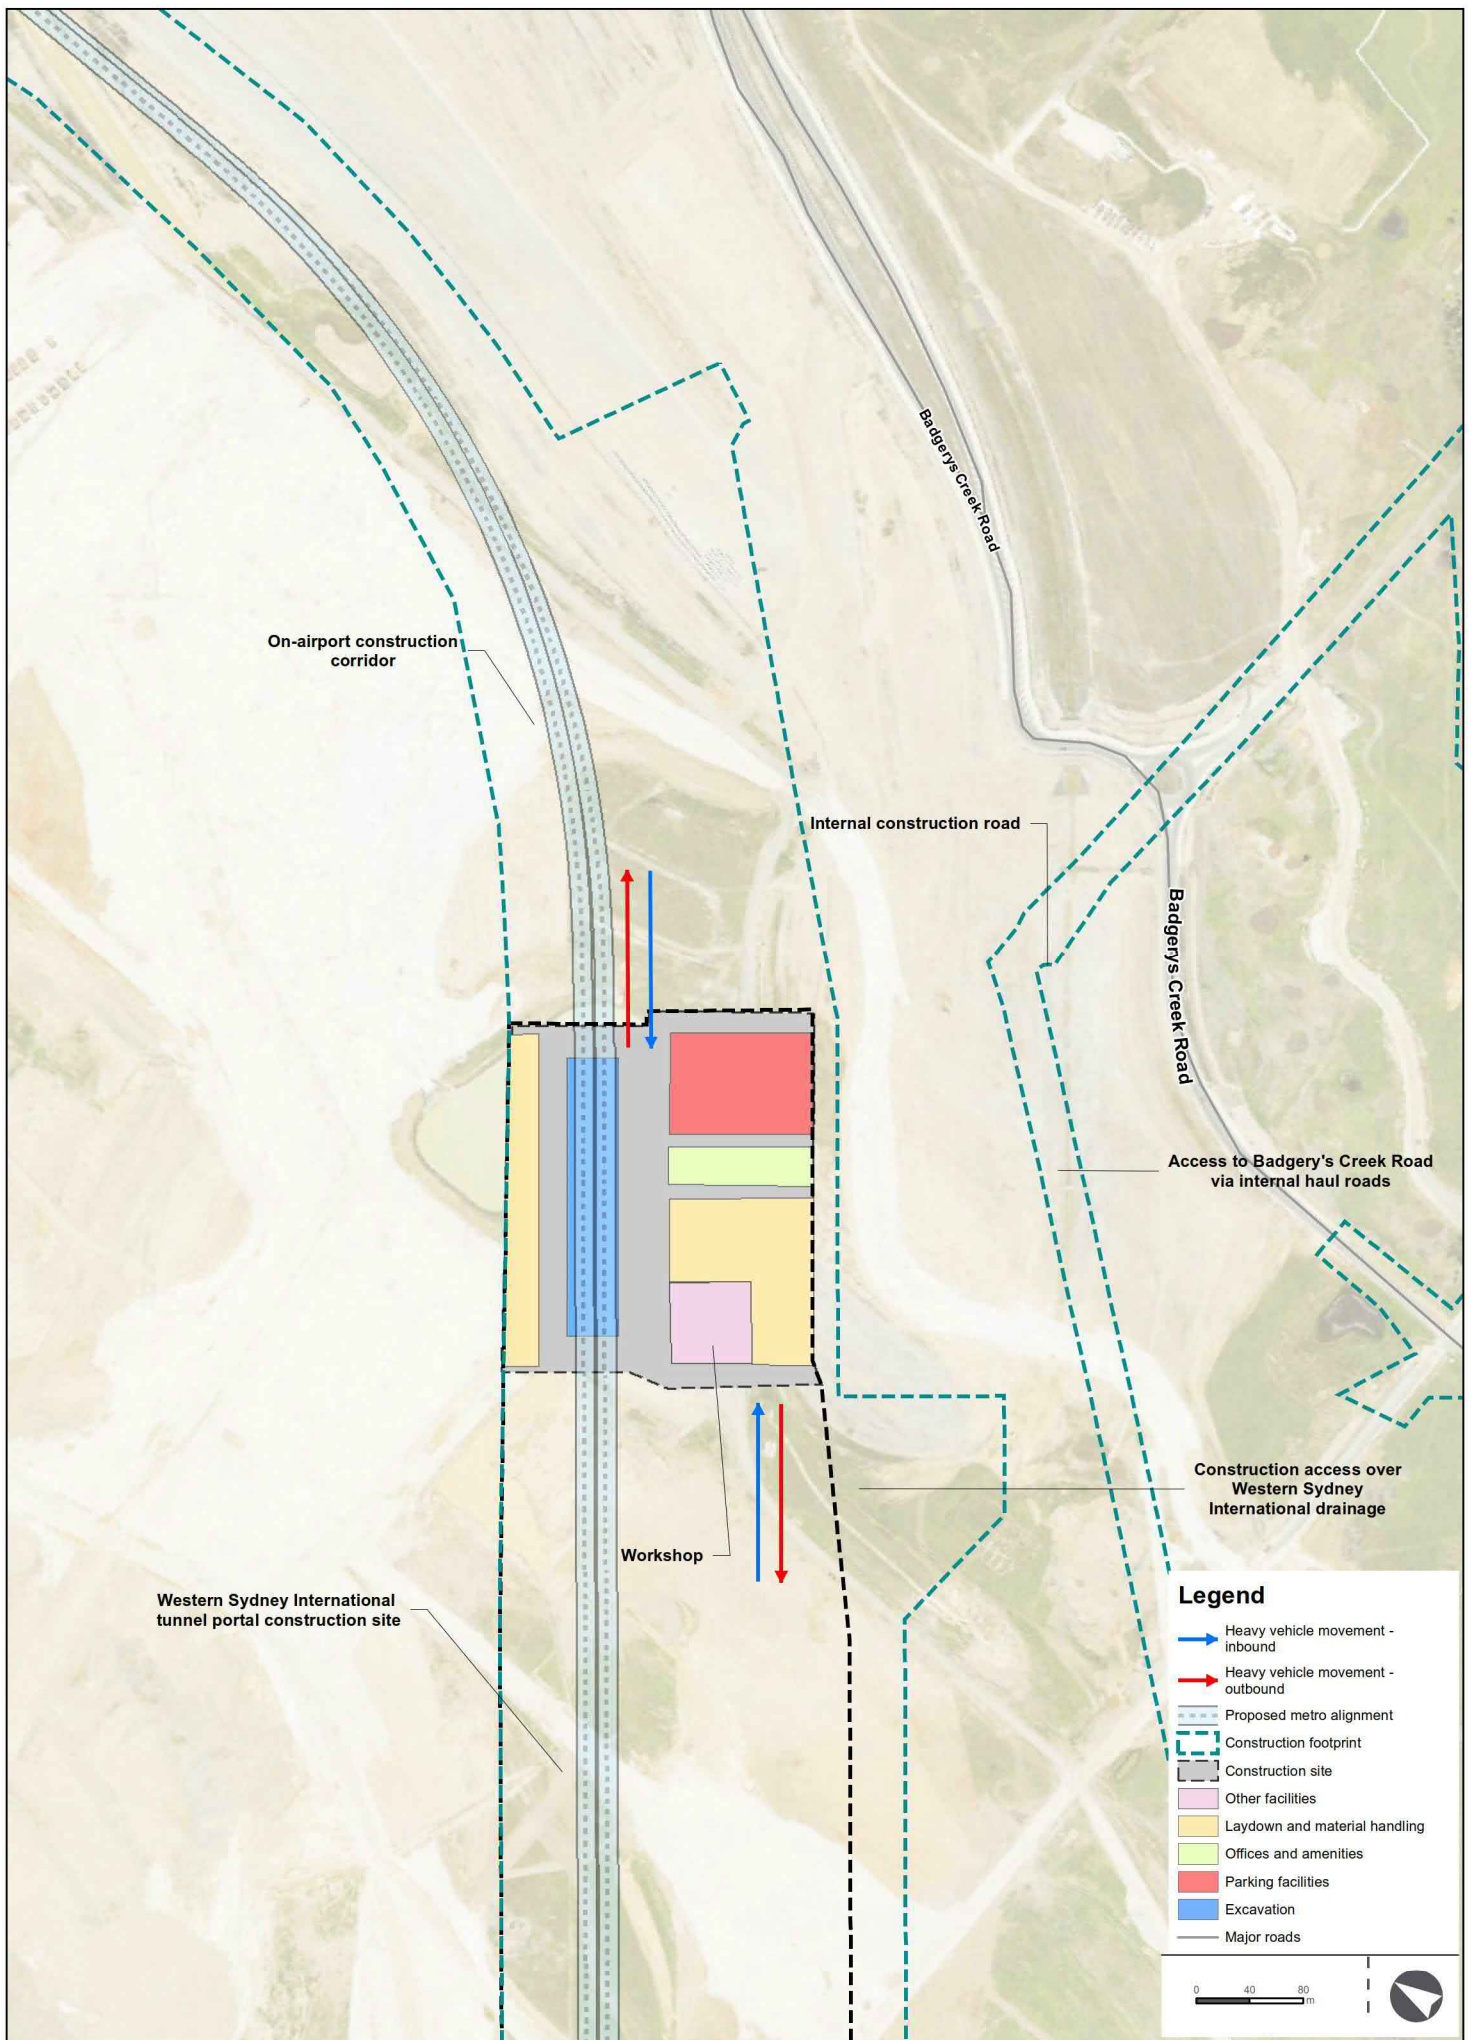 Badgerys Creek Road
On-airport construction
corridor
Internal construction road
Badgerys Creek Road
Access to Badgery's Creek Road
via internal haul roads
Construction access over
Western Sydney
International drainage
Workshop
Western Sydney International
tunnel portal construction site
Legend
Heavy vehicle movement -
inbound
Heavy vehicle movement -
outbound
Proposed metro alignment
Construction footprint
Construction site
Other facilities
Laydown and material handling
Offices and amenities
Parking facilities
Excavation
Major roads
0 40 80
m